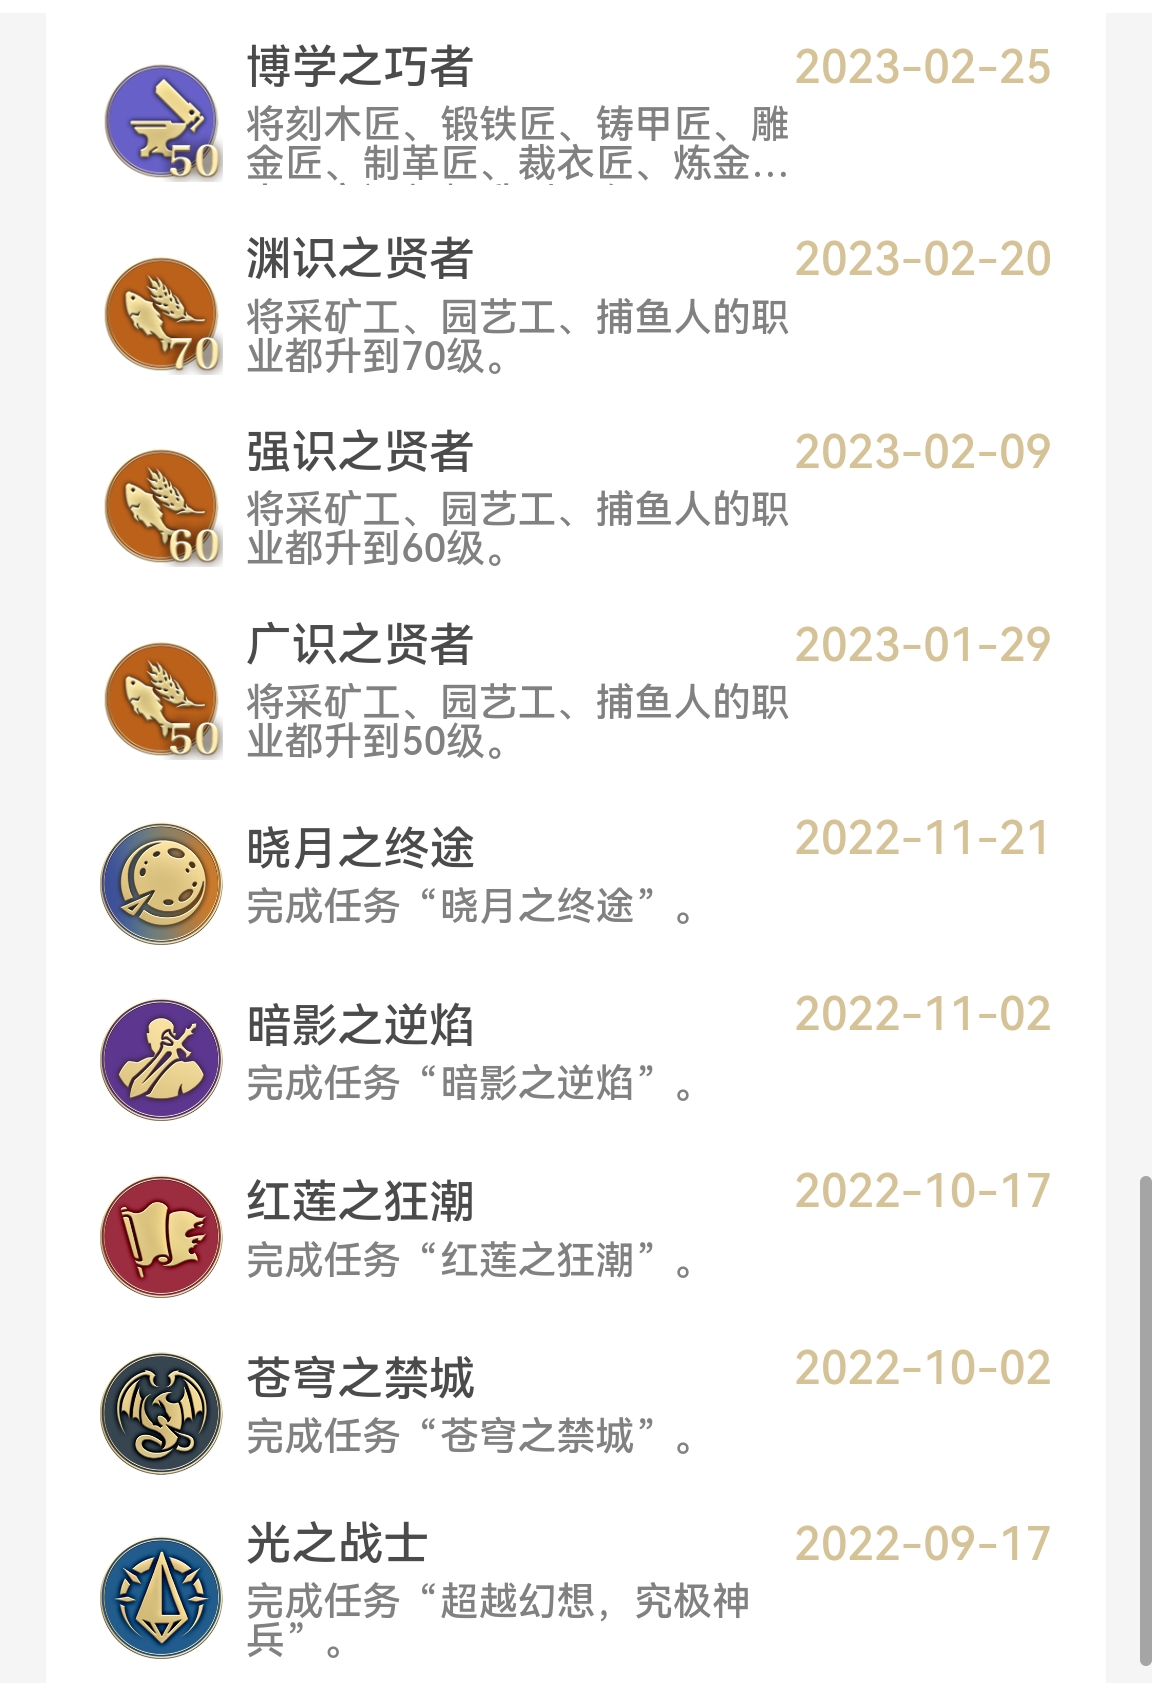 博学之巧者
2023-02-25
将刻木匠、锻铁匠、铸甲匠、雕
金匠、制革匠、裁衣匠、炼金...
50
渊识之贤者
2023-02-20
将采矿工、园艺工、捕鱼人的职
业都升到70级。
70
强识之贤者
2023-02-09
将采矿工、园艺工、捕鱼人的职
业都升到60级。
60
广识之贤者
2023-01-29
将采矿工、园艺工、捕鱼人的职
业都升到50级。
50
晓月之终途
2022-11-21
完成任务“晓月之终途”。
暗影之逆焰
2022-11-02
完成任务“暗影之逆焰”。
红莲之狂潮
2022-10-17
完成任务“红莲之狂潮”。
苍穹之禁城
2022-10-02
完成任务“苍穹之禁城”。
光之战士
2022-09-17
完成任务“超越幻想，究极神
兵”。